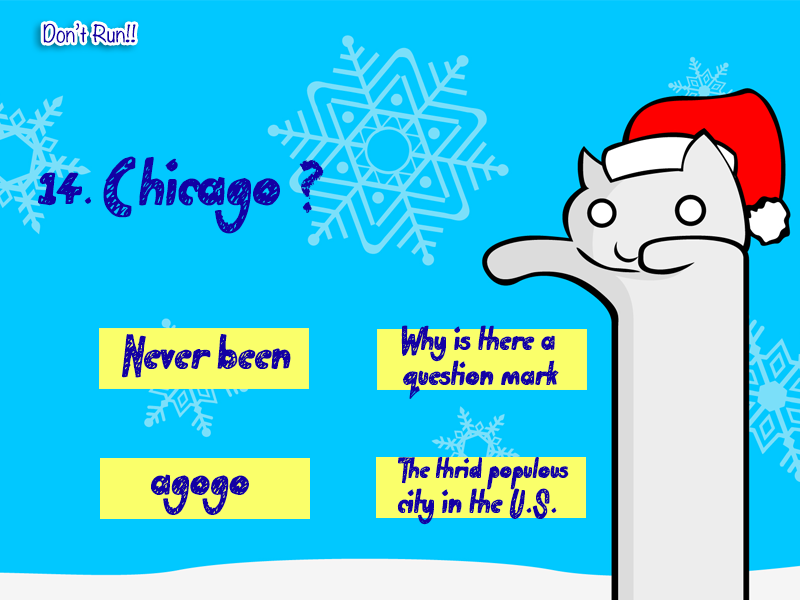 Don't Run!!
14. Chicago ?
Never been
Why is there a
question mark
agogo
The thrid populous
city in the U.S.